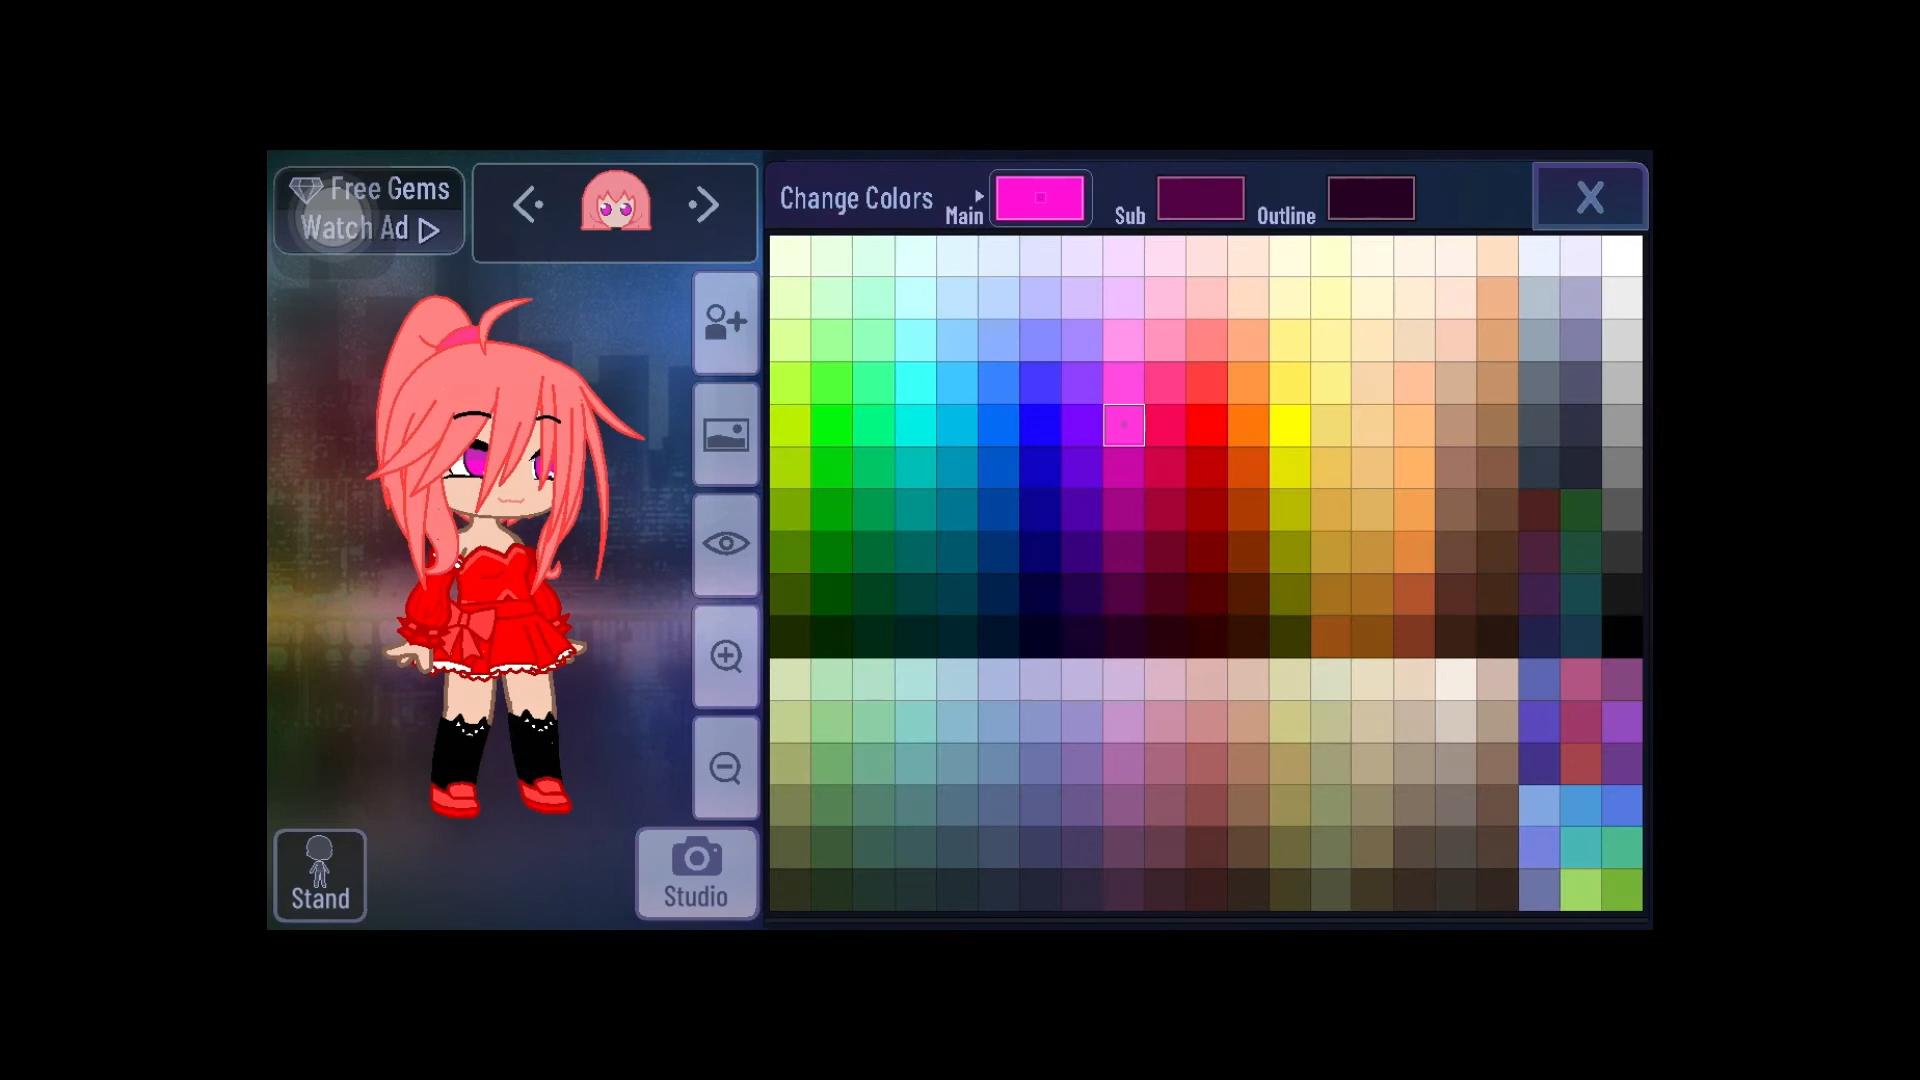 Free Gems
Watch Ad
Change Colors
Main
Sub
Outline
X
Stand
Studio